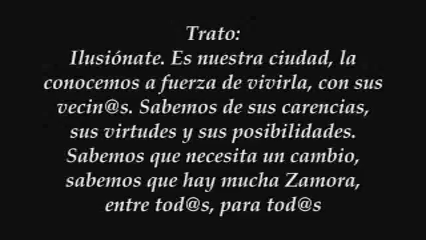 Trato:
Ilusiónate. Es nuestra ciudad, la
conocemos a fuerza de vivirla, con sus
vecin@s. Sabemos de sus carencias,
sus virtudes y sus posibilidades.
Sabemos que necesita un cambio,
sabemos que hay mucha Zamora,
entre tod@s, para tod@s